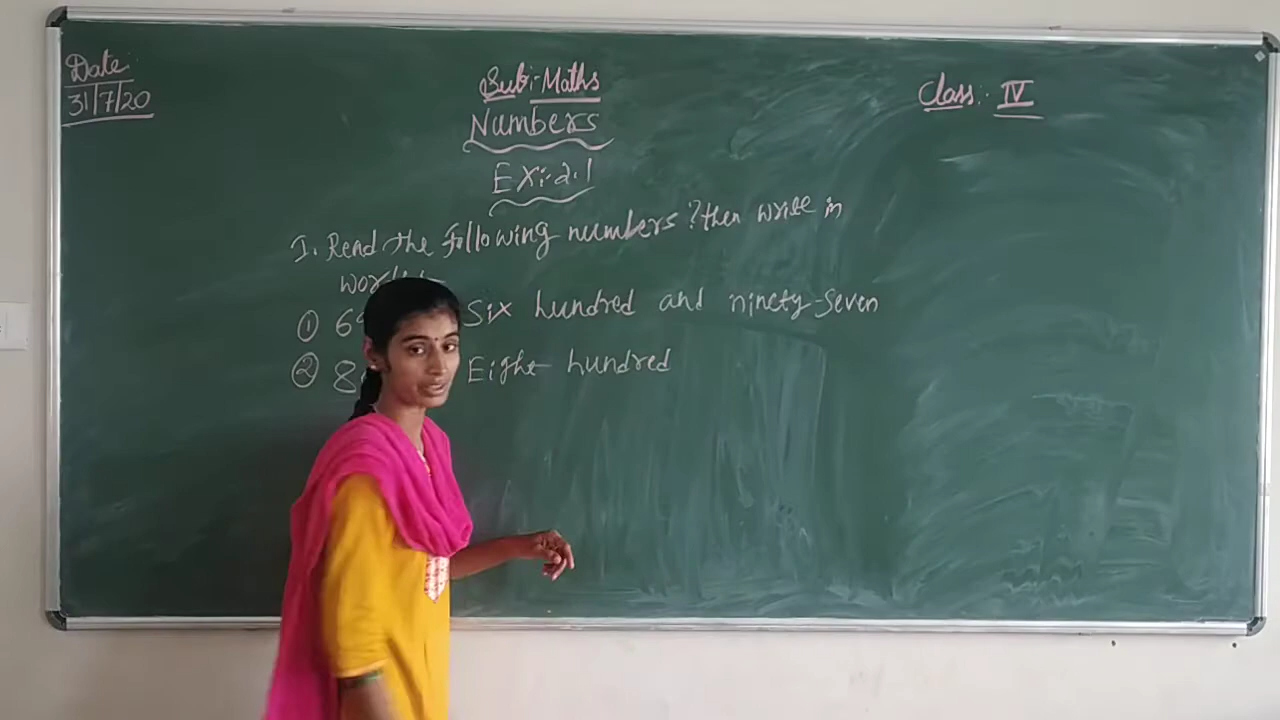 Date:
31/7/20
Sub:- Maths
Class: IV
Numbers
Ex:-2.1
I. Read the following numbers? then write in
① 6 Six hundred and ninety-Seven
② 8 Eight hundred